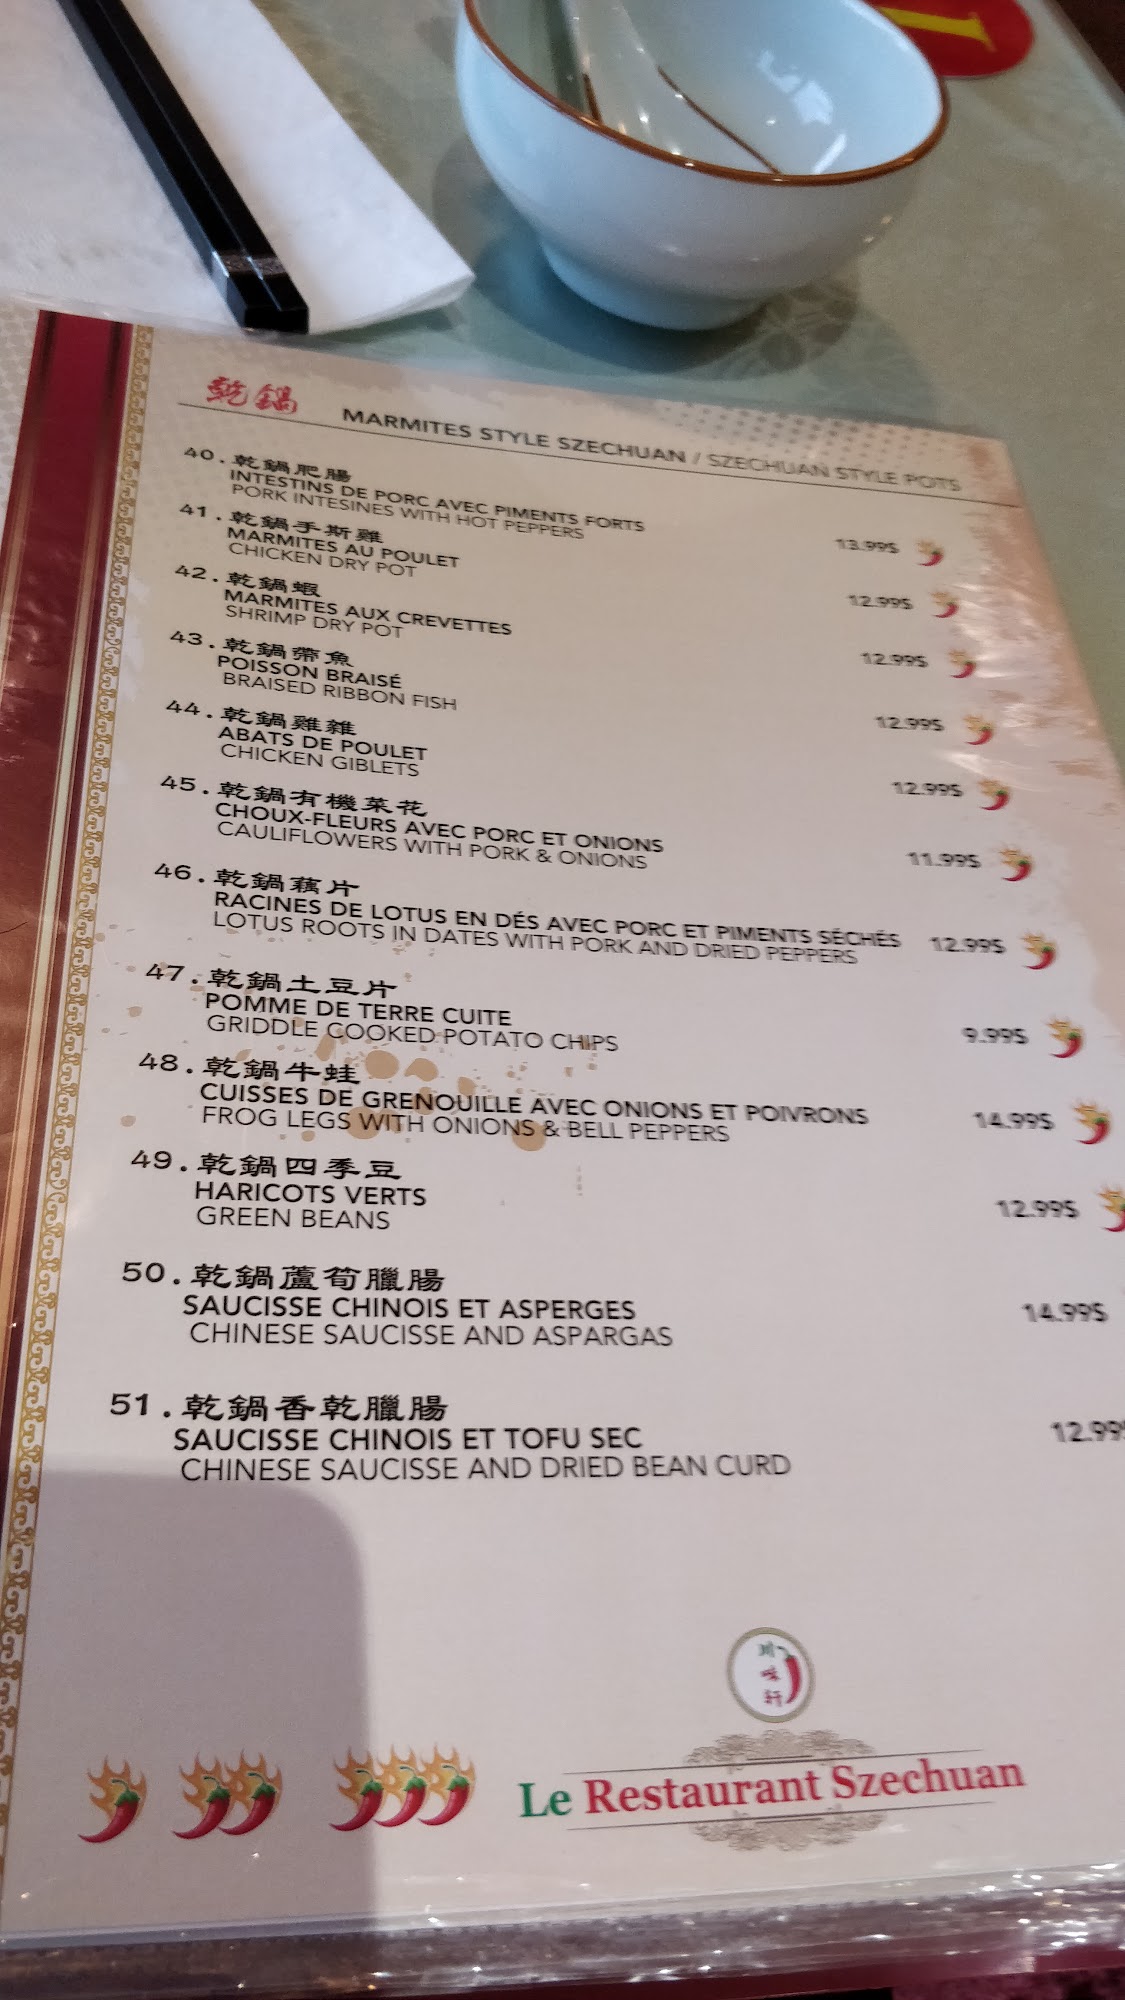 乾鍋 MARMITES STYLE SZECHUAN / SZECHUAN STYLE POTS
40. 乾鍋肥腸
INTESTINS DE PORC AVEC PIMENTS FORTS
PORK INTESINES WITH HOT PEPPERS 13.99$
41. 乾鍋手斯雞
MARMITES AU POULET
CHICKEN DRY POT 12.99$
42. 乾鍋蝦
MARMITES AUX CREVETTES
SHRIMP DRY POT 12.99$
43. 乾鍋帶魚
POISSON BRAISÉ
BRAISED RIBBON FISH 12.99$
44. 乾鍋雞雜
ABATS DE POULET
CHICKEN GIBLETS 12.99$
45. 乾鍋有機菜花
CHOUX-FLEURS AVEC PORC ET ONIONS
CAULIFLOWERS WITH PORK & ONIONS 11.99$
46. 乾鍋藕片
RACINES DE LOTUS EN DÉS AVEC PORC ET PIMENTS SÉCHÉS 12.99$
LOTUS ROOTS IN DATES WITH PORK AND DRIED PEPPERS
47. 乾鍋土豆片
POMME DE TERRE CUITE
GRIDDLE COOKED POTATO CHIPS 9.99$
48. 乾鍋牛蛙
CUISSES DE GRENOUILLE AVEC ONIONS ET POIVRONS 14.99$
FROG LEGS WITH ONIONS & BELL PEPPERS
49. 乾鍋四季豆
HARICOTS VERTS 12.99$
GREEN BEANS
50. 乾鍋蘆筍臘腸
SAUCISSE CHINOIS ET ASPERGES 14.99$
CHINESE SAUCISSE AND ASPARGAS
51. 乾鍋香乾臘腸
SAUCISSE CHINOIS ET TOFU SEC 12.99$
CHINESE SAUCISSE AND DRIED BEAN CURD
川
味
軒
Le Restaurant Szechuan